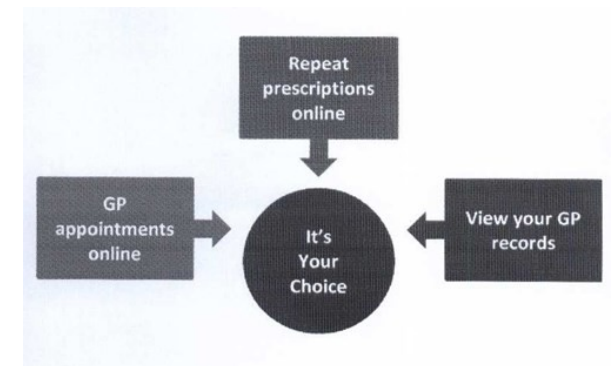 Repeat
prescriptions
online
GP
appointments
online
It's
Your
Choice
View your GP
records